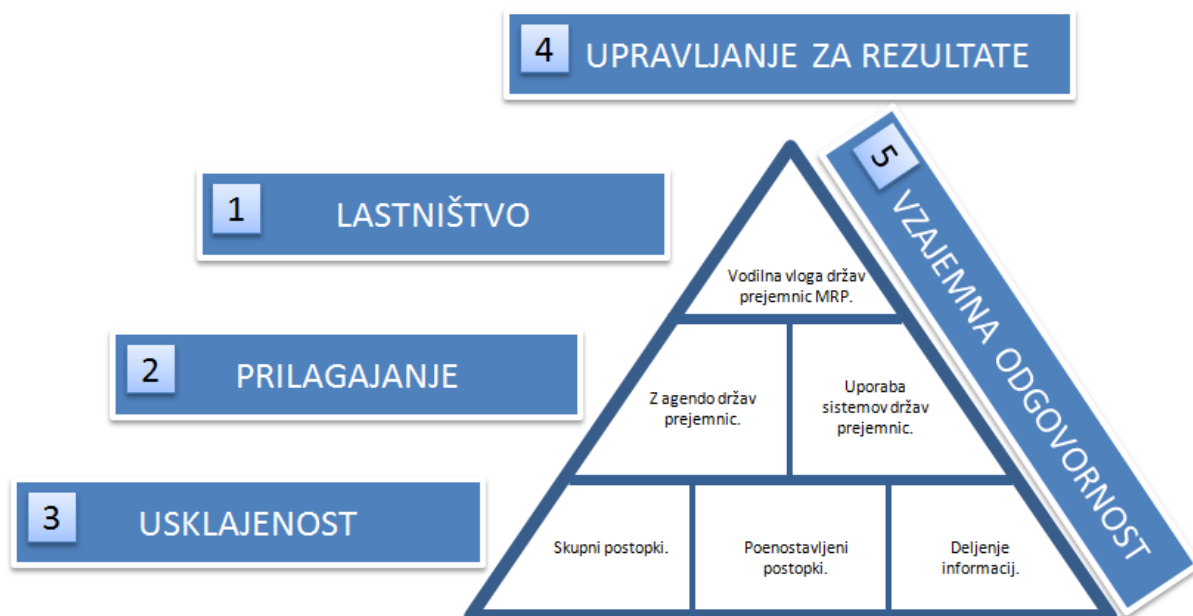 4 UPRAVLJANJE ZA REZULTATE
5 VZAJEMNA ODGOVORNOST
1 LASTNIŠTVO
Vodilna vloga držav
prejemnic MRP.
2 PRILAGAJANJE
Z agendo držav
prejemnic.
Uporaba
sistemov držav
prejemnic.
3 USKLAJENOST
Skupni postopki.
Poenostavljeni
postopki.
Deljenje
informacij.